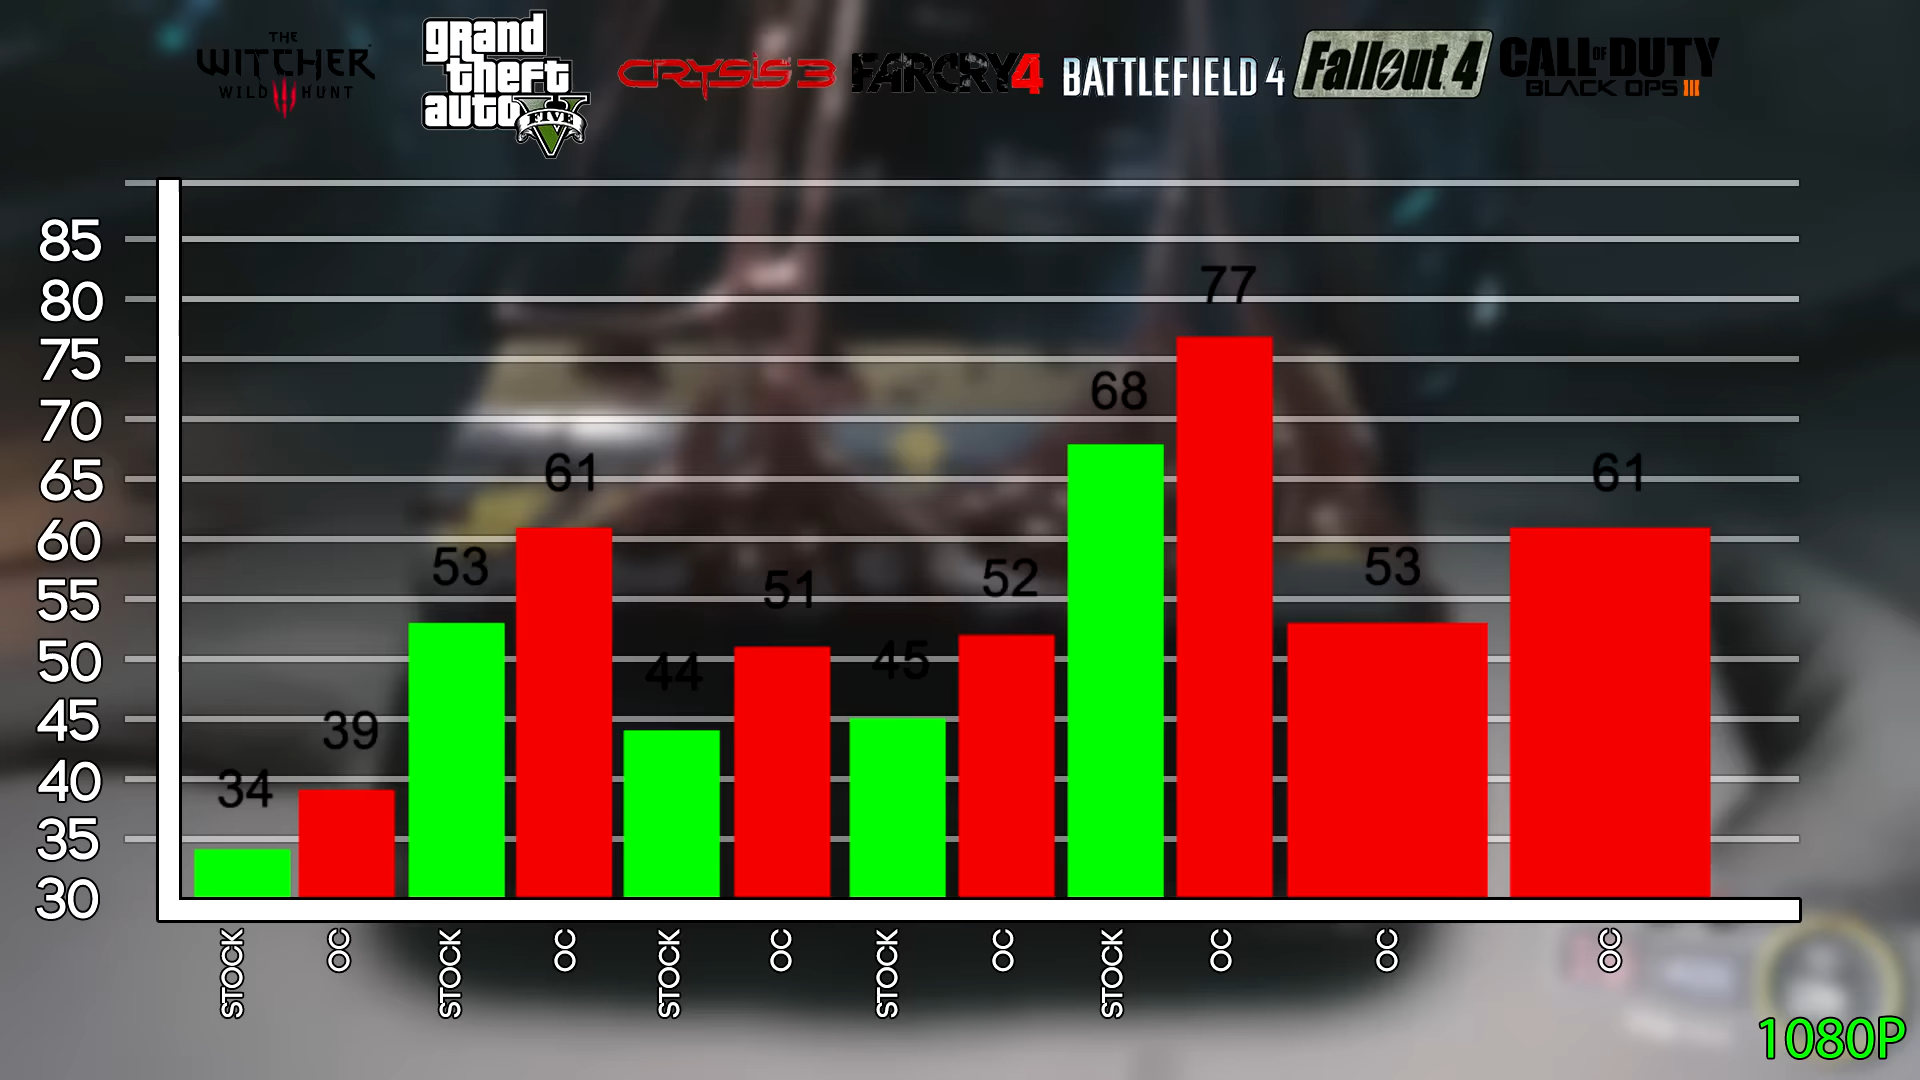 THE
WITCHER
WILD HUNT
grand
theft
auto
FIVE
CRYSIS 3
FARCRY4
BATTLEFIELD 4
Fallout 4
CALL OF DUTY
BLACK OPS III
85
80
75
70
65
60
55
50
45
40
35
30
34
39
53
61
44
51
45
52
68
77
53
61
STOCK
OC
STOCK
OC
STOCK
OC
STOCK
OC
STOCK
OC
OC
OC
1080P